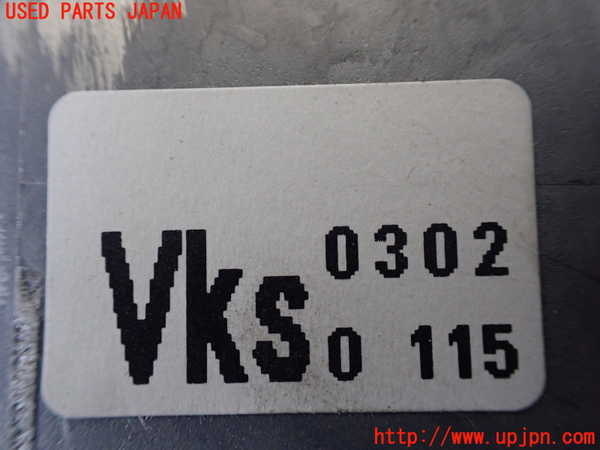 USED PARTS JAPAN
Vks 0302
0 115
http://www.upjpn.com/